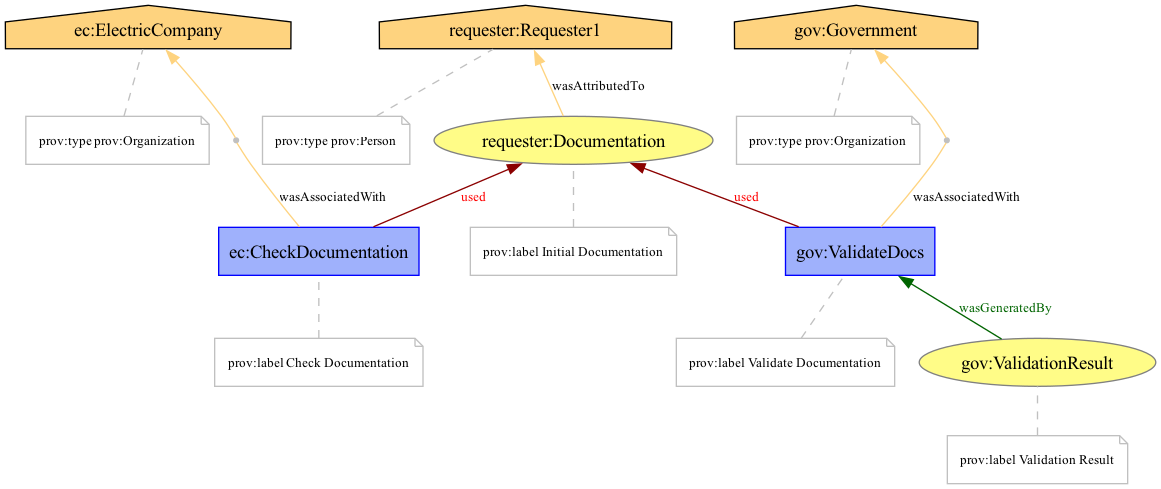 ec:ElectricCompany
requester:Requester1
gov:Government
wasAttributedTo
prov:type prov:Organization
prov:type prov:Person
requester:Documentation
prov:type prov:Organization
wasAssociatedWith
used
used
wasAssociatedWith
ec:CheckDocumentation
prov:label Initial Documentation
gov:ValidateDocs
wasGeneratedBy
prov:label Check Documentation
prov:label Validate Documentation
gov:ValidationResult
prov:label Validation Result